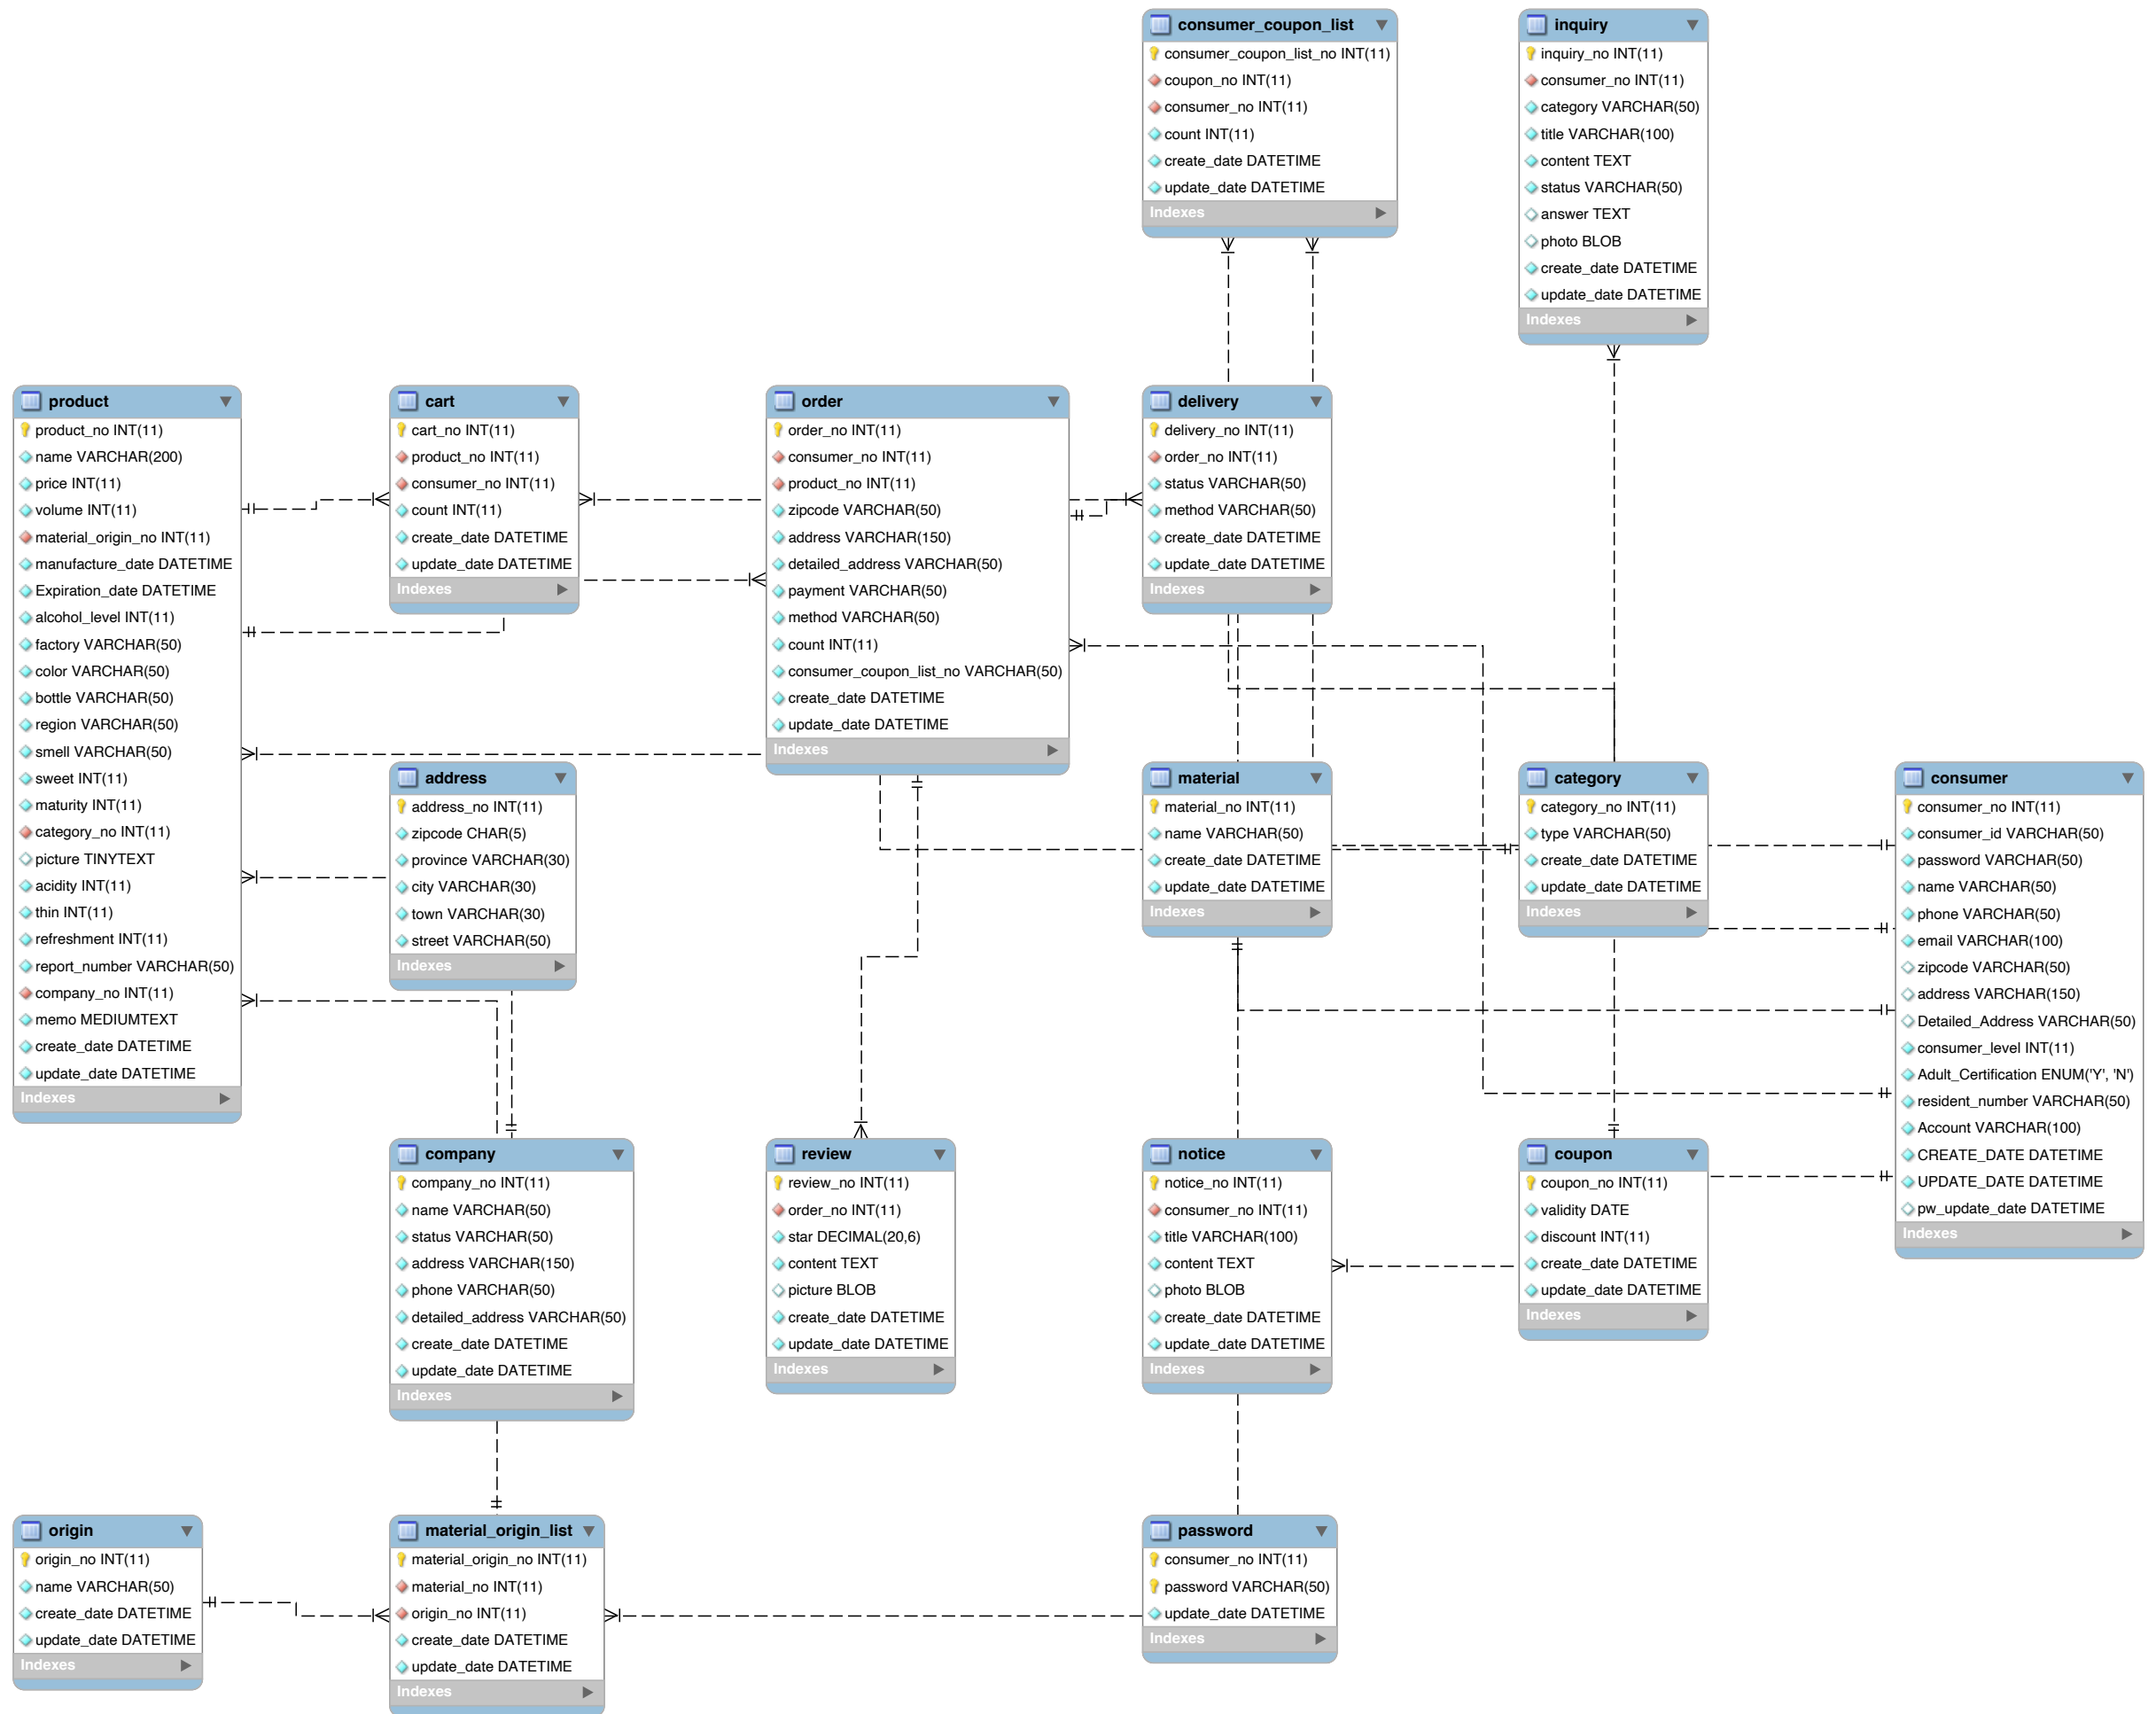 consumer_coupon_list
consumer_coupon_list_no INT(11)
coupon_no INT(11)
consumer_no INT(11)
count INT(11)
create_date DATETIME
update_date DATETIME
Indexes
inquiry
inquiry_no INT(11)
consumer_no INT(11)
category VARCHAR(50)
title VARCHAR(100)
content TEXT
status VARCHAR(50)
answer TEXT
photo BLOB
create_date DATETIME
update_date DATETIME
Indexes
product
product_no INT(11)
name VARCHAR(200)
price INT(11)
volume INT(11)
material_origin_no INT(11)
manufacture_date DATETIME
Expiration_date DATETIME
alcohol_level INT(11)
factory VARCHAR(50)
color VARCHAR(50)
bottle VARCHAR(50)
region VARCHAR(50)
smell VARCHAR(50)
sweet INT(11)
maturity INT(11)
category_no INT(11)
picture TINYTEXT
acidity INT(11)
thin INT(11)
refreshment INT(11)
report_number VARCHAR(50)
company_no INT(11)
memo MEDIUMTEXT
create_date DATETIME
update_date DATETIME
Indexes
cart
cart_no INT(11)
product_no INT(11)
consumer_no INT(11)
count INT(11)
create_date DATETIME
update_date DATETIME
Indexes
order
order_no INT(11)
consumer_no INT(11)
product_no INT(11)
zipcode VARCHAR(50)
address VARCHAR(150)
detailed_address VARCHAR(50)
payment VARCHAR(50)
method VARCHAR(50)
count INT(11)
consumer_coupon_list_no VARCHAR(50)
create_date DATETIME
update_date DATETIME
Indexes
delivery
delivery_no INT(11)
order_no INT(11)
status VARCHAR(50)
method VARCHAR(50)
create_date DATETIME
update_date DATETIME
Indexes
address
address_no INT(11)
zipcode CHAR(5)
province VARCHAR(30)
city VARCHAR(30)
town VARCHAR(30)
street VARCHAR(50)
Indexes
material
material_no INT(11)
name VARCHAR(50)
create_date DATETIME
update_date DATETIME
Indexes
category
category_no INT(11)
type VARCHAR(50)
create_date DATETIME
update_date DATETIME
Indexes
consumer
consumer_no INT(11)
consumer_id VARCHAR(50)
password VARCHAR(50)
name VARCHAR(50)
phone VARCHAR(50)
email VARCHAR(100)
zipcode VARCHAR(50)
address VARCHAR(150)
Detailed_Address VARCHAR(50)
consumer_level INT(11)
Adult_Certification ENUM('Y', 'N')
resident_number VARCHAR(50)
Account VARCHAR(100)
CREATE_DATE DATETIME
UPDATE_DATE DATETIME
pw_update_date DATETIME
Indexes
company
company_no INT(11)
name VARCHAR(50)
status VARCHAR(50)
address VARCHAR(150)
phone VARCHAR(50)
detailed_address VARCHAR(50)
create_date DATETIME
update_date DATETIME
Indexes
review
review_no INT(11)
order_no INT(11)
star DECIMAL(20,6)
content TEXT
picture BLOB
create_date DATETIME
update_date DATETIME
Indexes
notice
notice_no INT(11)
consumer_no INT(11)
title VARCHAR(100)
content TEXT
photo BLOB
create_date DATETIME
update_date DATETIME
Indexes
coupon
coupon_no INT(11)
validity DATE
discount INT(11)
create_date DATETIME
update_date DATETIME
Indexes
origin
origin_no INT(11)
name VARCHAR(50)
create_date DATETIME
update_date DATETIME
Indexes
material_origin_list
material_origin_no INT(11)
material_no INT(11)
origin_no INT(11)
create_date DATETIME
update_date DATETIME
Indexes
password
consumer_no INT(11)
password VARCHAR(50)
update_date DATETIME
Indexes